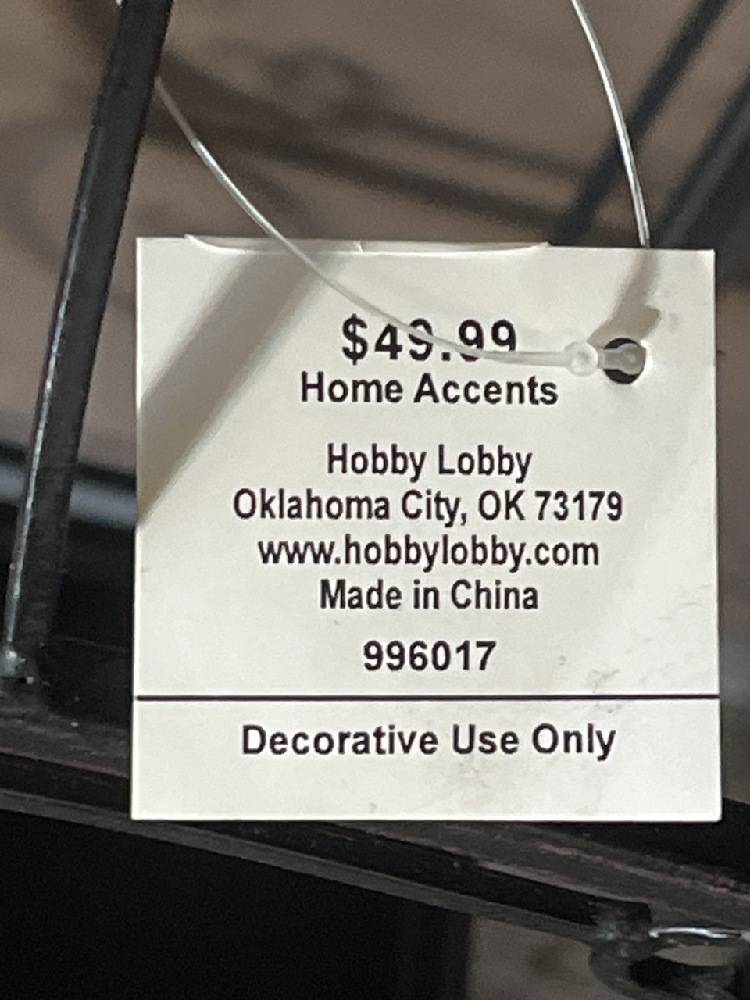 $49.99
Home Accents
Hobby Lobby
Oklahoma City, OK 73179
www.hobbylobby.com
Made in China
996017
Decorative Use Only